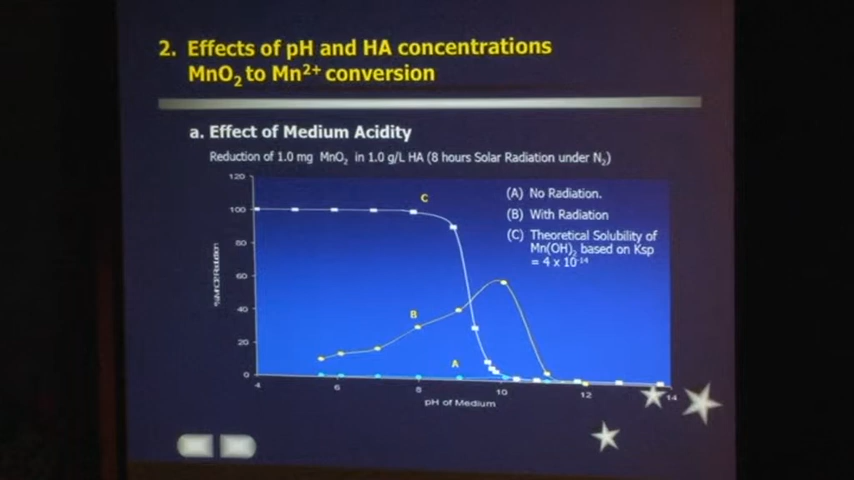 2. Effects of pH and HA concentrations
MnO2 to Mn2+ conversion
a. Effect of Medium Acidity
Reduction of 1.0 mg MnO2 in 1.0 g/L HA (8 hours Solar Radiation under N2)
120
100
80
60
40
20
0
C
B
A
(A) No Radiation.
(B) With Radiation
(C) Theoretical Solubility of
Mn(OH)2 based on Ksp
= 4 x 10-14
4 6 8 10 12 14
pH of Medium